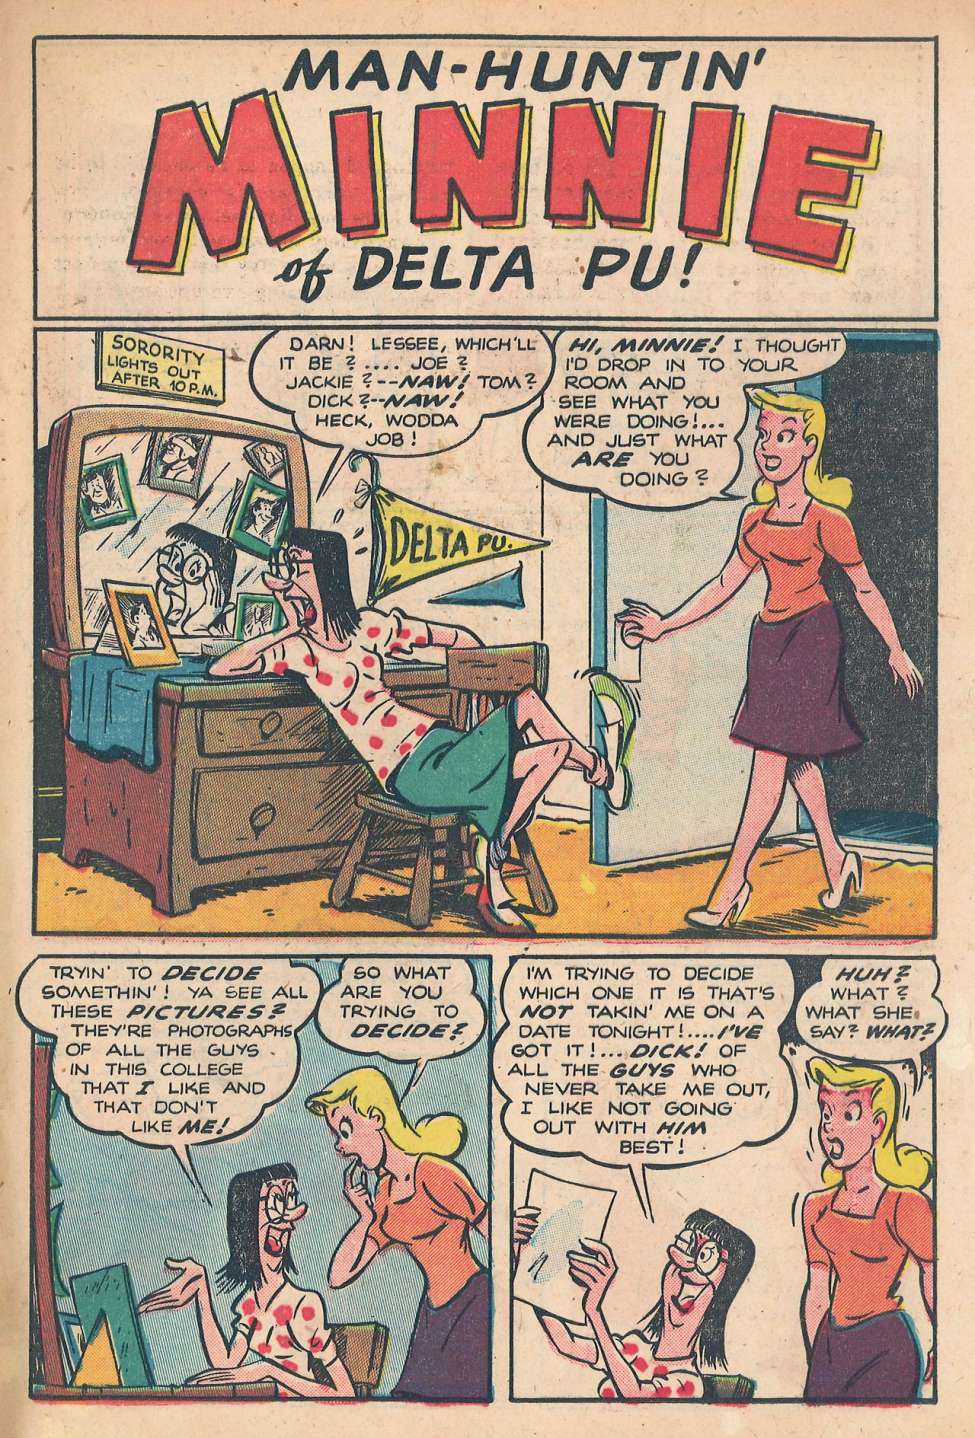 MAN-HUNTIN'
MINNIE
of DELTA PU!
SORORITY
LIGHTS OUT
AFTER 10 P.M.
DARN! LESSEE, WHICH'LL
IT BE?.... JOE?
JACKIE?--NAW! TOM?
DICK?--NAW!
HECK, WODDA
JOB!
HI, MINNIE! I THOUGHT
I'D DROP IN TO YOUR
ROOM AND
SEE WHAT YOU
WERE DOING!...
AND JUST WHAT
ARE YOU
DOING?
DELTA PU.
TRYIN' TO DECIDE
SOMETHIN'! YA SEE ALL
THESE PICTURES?
THEY'RE PHOTOGRAPHS
OF ALL THE GUYS
IN THIS COLLEGE
THAT I LIKE AND
THAT DON'T
LIKE ME!
SO WHAT
ARE YOU
TRYING TO
DECIDE?
I'M TRYING TO DECIDE
WHICH ONE IT IS THAT'S
NOT TAKIN' ME ON A
DATE TONIGHT!....I'VE
GOT IT!...DICK! OF
ALL THE GUYS WHO
NEVER TAKE ME OUT,
I LIKE NOT GOING
OUT WITH HIM
BEST!
HUH?
WHAT?
WHAT SHE
SAY? WHAT?